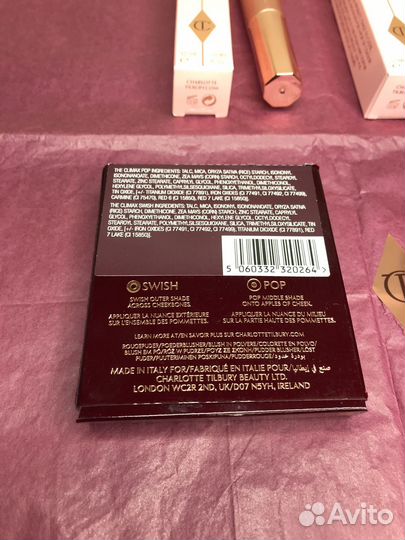 THE CLIMAX POP INGREDIENTS: TALC, MICA, ORYZA SATIVA (RICE) STARCH, ISONONYL
ISONONANOATE, DIMETHICONE, ZEA MAYS (CORN) STARCH, OCTYLDODECYL STEAROYL
STEARATE, ZINC STEARATE, CAPRYLYL GLYCOL, PHENOXYETHANOL, DIMETHICONOL,
HEXYLENE GLYCOL, POLYMETHYLSILSESQUIOXANE, SILICA, TRIMETHYLSILOXYSILICATE,
TIN OXIDE, [+/- TITANIUM DIOXIDE (CI 77891), IRON OXIDES (CI 77491, CI 77492, CI 77499),
CARMINE (CI 75470), RED 6 (CI 15850), RED 7 LAKE (CI 15850)].
THE CLIMAX SWISH INGREDIENTS: TALC, MICA, ISONONYL ISONONANOATE, ORYZA SATIVA
(RICE) STARCH, DIMETHICONE, ZEA MAYS (CORN) STARCH, OCTYLDODECYL STEAROYL
STEARATE, ZINC STEARATE, CAPRYLYL GLYCOL, PHENOXYETHANOL, DIMETHICONOL, HEXYLENE GLYCOL,
POLYMETHYLSILSESQUIOXANE, SILICA, TRIMETHYLSILOXYSILICATE, TIN
OXIDE, [+/- IRON OXIDES (CI 77491, CI 77492, CI 77499), TITANIUM DIOXIDE (CI 77891), RED
7 LAKE (CI 15850)].
5 060332 320264 >
SWISH
SWISH OUTER SHADE
ACROSS CHEEKBONES.
APPLIQUER LA NUANCE EXTÉRIEURE
SUR L'ENSEMBLE DES POMMETTES.
POP
POP MIDDLE SHADE
ONTO APPLES OF CHEEK.
APPLIQUER LA NUANCE DU MILIEU
SUR LA PARTIE HAUTE DES POMMETTES.
LEARN MORE AT/EN SAVOIR PLUS SUR CHARLOTTETILBURY.COM
MADE IN ITALY FOR/FABRIQUÉ EN ITALIE POUR/صنع في إيطاليا
CHARLOTTE TILBURY BEAUTY LTD.
LONDON WC2R 2ND, UK/D07 N5YH, IRELAND
Avito